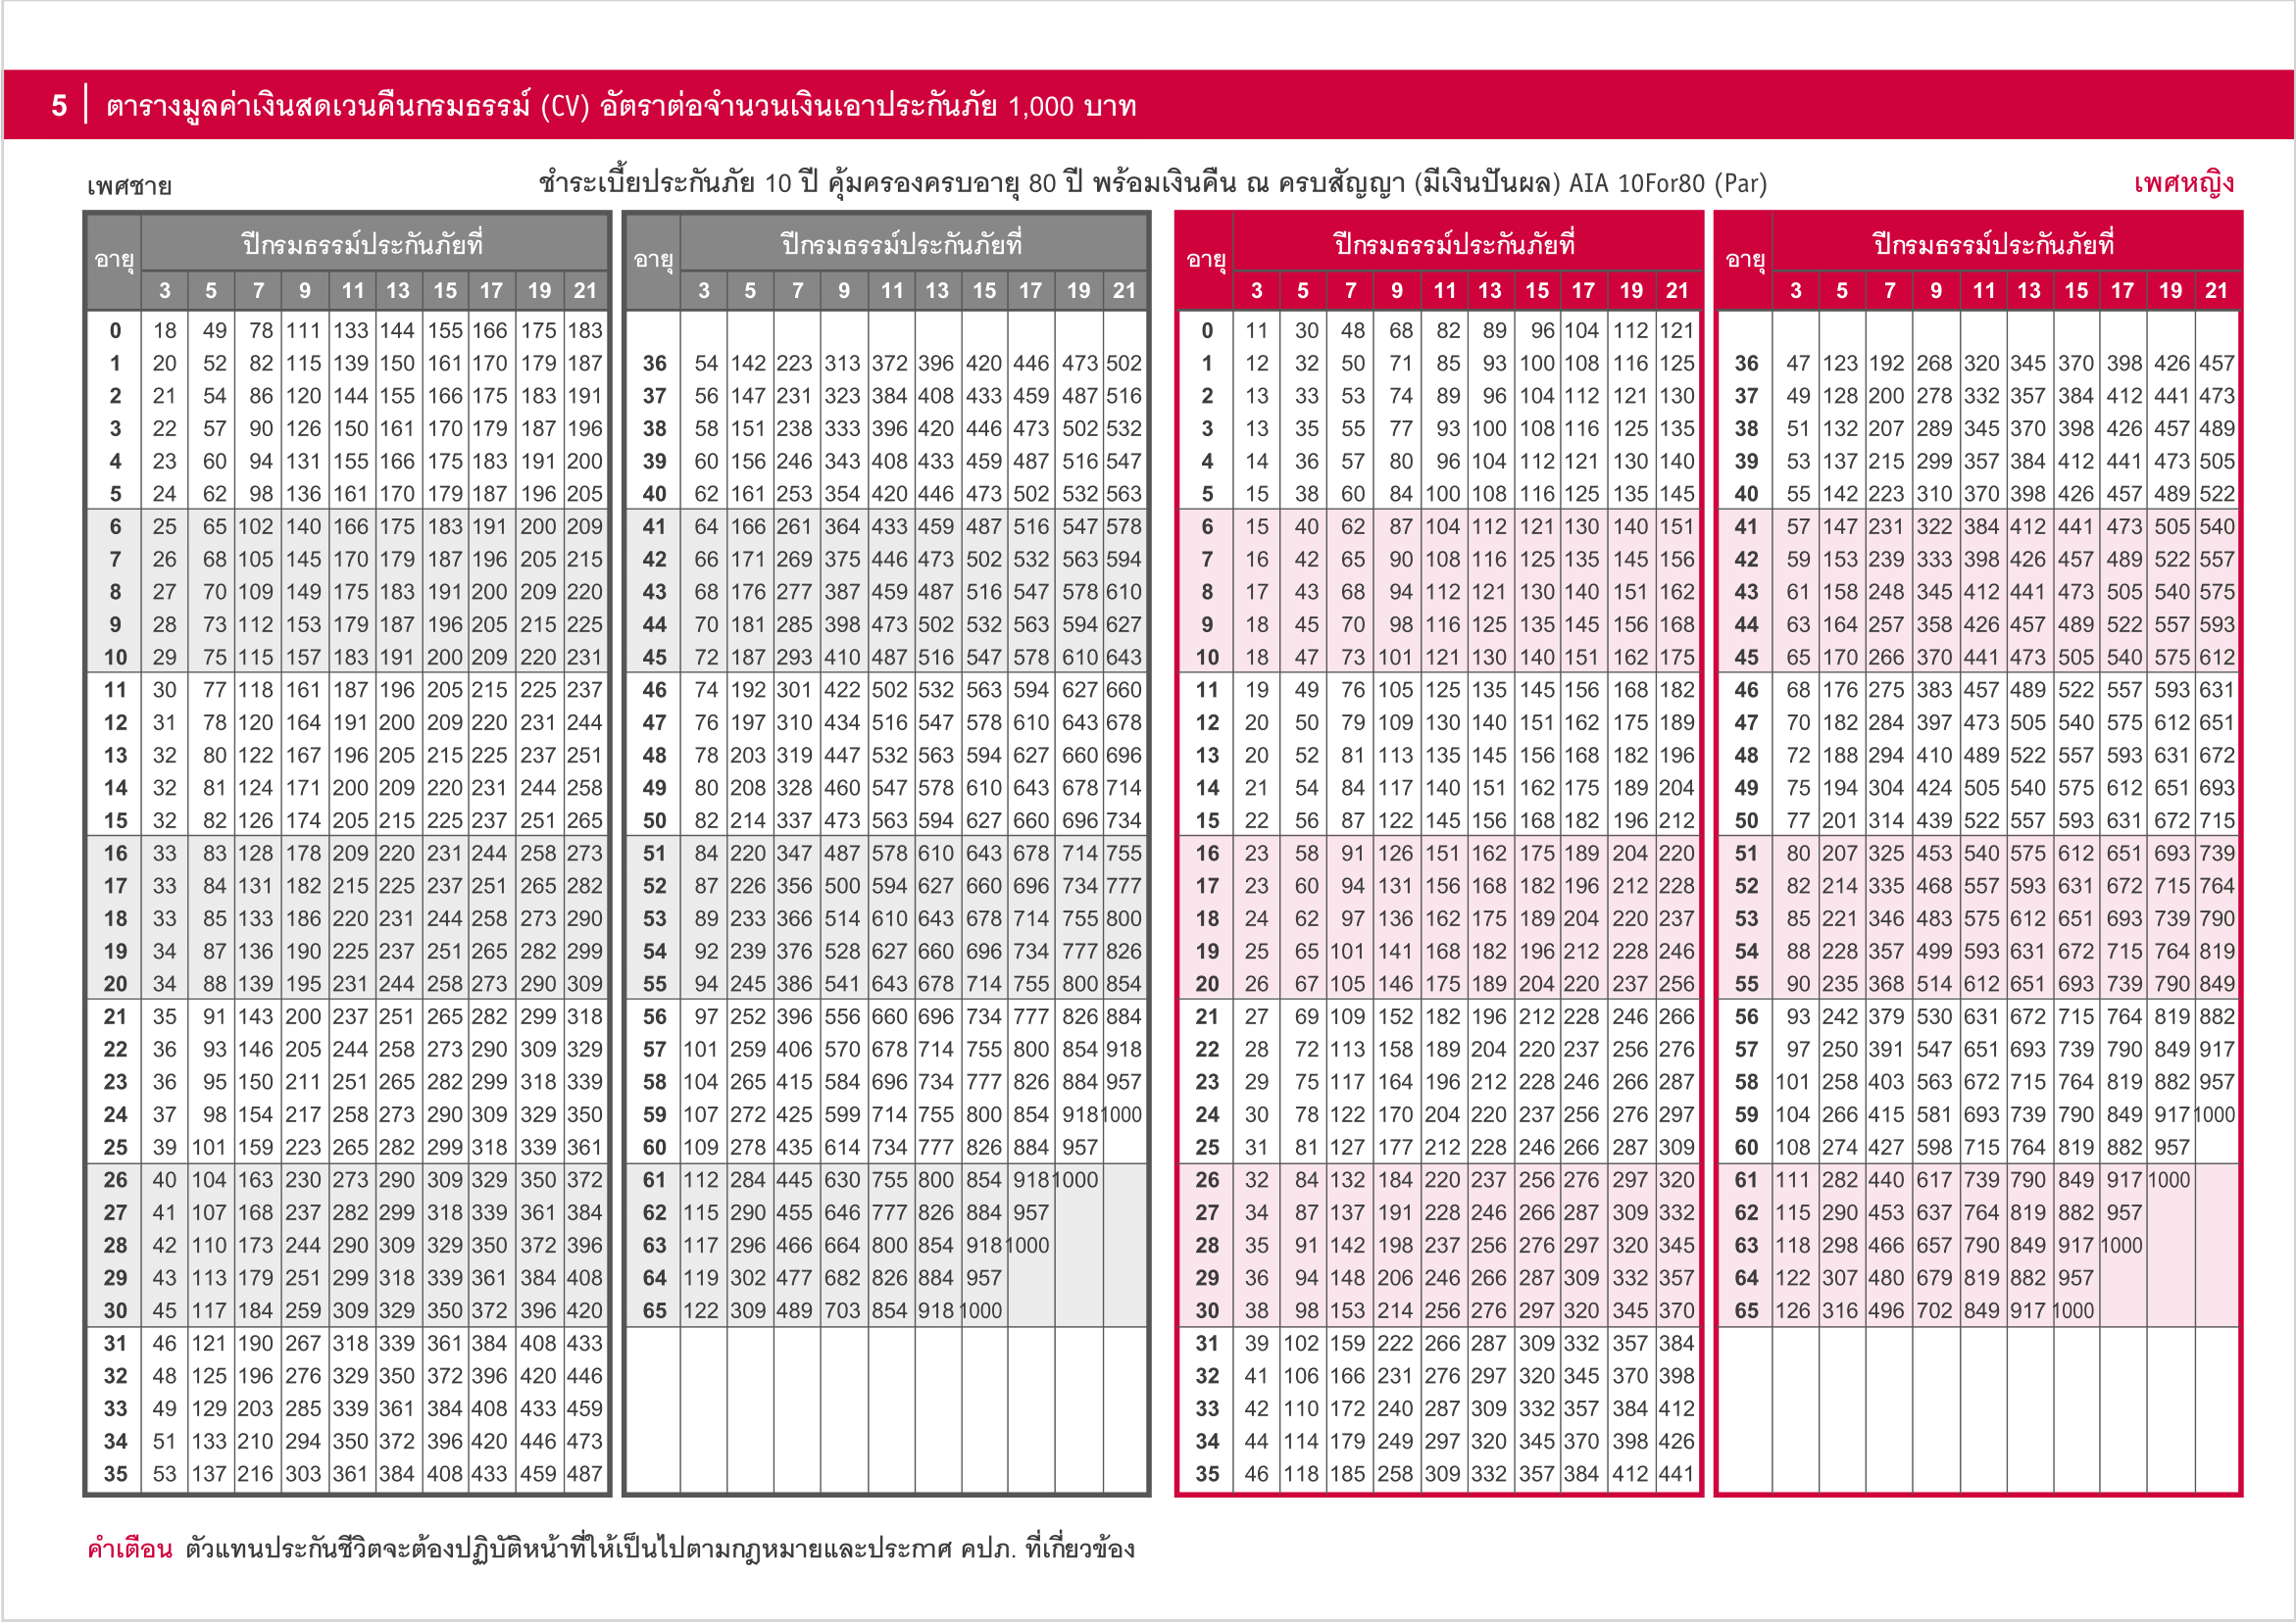 5 ตารางมูลค่าเงินสดเวนคืนกรมธรรม์ (CV) อัตราต่อจำนวนเงินเอาประกันภัย 1,000 บาท
เพศชาย ชำระเบี้ยประกันภัย 10 ปี คุ้มครองครบอายุ 80 ปี พร้อมเงินคืน ณ ครบสัญญา (มีเงินปันผล) AIA 10For80 (Par) เพศหญิง
อายุ ปีกรมธรรม์ประกันภัยที่
3 5 7 9 11 13 15 17 19 21
0 18 49 78 111 133 144 155 166 175 183
1 20 52 82 115 139 150 161 170 179 187
2 21 54 86 120 144 155 166 175 183 191
3 22 57 90 126 150 161 170 179 187 196
4 23 60 94 131 155 166 175 183 191 200
5 24 62 98 136 161 170 179 187 196 205
6 25 65 102 140 166 175 183 191 200 209
7 26 68 105 145 170 179 187 196 205 215
8 27 70 109 149 175 183 191 200 209 220
9 28 73 112 153 179 187 196 205 215 225
10 29 75 115 157 183 191 200 209 220 231
11 30 77 118 161 187 196 205 215 225 237
12 31 78 120 164 191 200 209 220 231 244
13 32 80 122 167 196 205 215 225 237 251
14 32 81 124 171 200 209 220 231 244 258
15 32 82 126 174 205 215 225 237 251 265
16 33 83 128 178 209 220 231 244 258 273
17 33 84 131 182 215 225 237 251 265 282
18 33 85 133 186 220 231 244 258 273 290
19 34 87 136 190 225 237 251 265 282 299
20 34 88 139 195 231 244 258 273 290 309
21 35 91 143 200 237 251 265 282 299 318
22 36 93 146 205 244 258 273 290 309 329
23 36 95 150 211 251 265 282 299 318 339
24 37 98 154 217 258 273 290 309 329 350
25 39 101 159 223 265 282 299 318 339 361
26 40 104 163 230 273 290 309 329 350 372
27 41 107 168 237 282 299 318 339 361 384
28 42 110 173 244 290 309 329 350 372 396
29 43 113 179 251 299 318 339 361 384 408
30 45 117 184 259 309 329 350 372 396 420
31 46 121 190 267 318 339 361 384 408 433
32 48 125 196 276 329 350 372 396 420 446
33 49 129 203 285 339 361 384 408 433 459
34 51 133 210 294 350 372 396 420 446 473
35 53 137 216 303 361 384 408 433 459 487
อายุ ปีกรมธรรม์ประกันภัยที่
3 5 7 9 11 13 15 17 19 21
36 54 142 223 313 372 396 420 446 473 502
37 56 147 231 323 384 408 433 459 487 516
38 58 151 238 333 396 420 446 473 502 532
39 60 156 246 343 408 433 459 487 516 547
40 62 161 253 354 420 446 473 502 532 563
41 64 166 261 364 433 459 487 516 547 578
42 66 171 269 375 446 473 502 532 563 594
43 68 176 277 387 459 487 516 547 578 610
44 70 181 285 398 473 502 532 563 594 627
45 72 187 293 410 487 516 547 578 610 643
46 74 192 301 422 502 532 563 594 627 660
47 76 197 310 434 516 547 578 610 643 678
48 78 203 319 447 532 563 594 627 660 696
49 80 208 328 460 547 578 610 643 678 714
50 82 214 337 473 563 594 627 660 696 734
51 84 220 347 487 578 610 643 678 714 755
52 87 226 356 500 594 627 660 696 734 777
53 89 233 366 514 610 643 678 714 755 800
54 92 239 376 528 627 660 696 734 777 826
55 94 245 386 541 643 678 714 755 800 854
56 97 252 396 556 660 696 734 777 826 884
57 101 259 406 570 678 714 755 800 854 918
58 104 265 415 584 696 734 777 826 884 957
59 107 272 425 599 714 755 800 854 918 1000
60 109 278 435 614 734 777 826 884 957
61 112 284 445 630 755 800 854 918 1000
62 115 290 455 646 777 826 884 957
63 117 296 466 664 800 854 918 1000
64 119 302 477 682 826 884 957
65 122 309 489 703 854 918 1000
อายุ ปีกรมธรรม์ประกันภัยที่
3 5 7 9 11 13 15 17 19 21
0 11 30 48 68 82 89 96 104 112 121
1 12 32 50 71 85 93 100 108 116 125
2 13 33 53 74 89 96 104 112 121 130
3 13 35 55 77 93 100 108 116 125 135
4 14 36 57 80 96 104 112 121 130 140
5 15 38 60 84 100 108 116 125 135 145
6 15 40 62 87 104 112 121 130 140 151
7 16 42 65 90 108 116 125 135 145 156
8 17 43 68 94 112 121 130 140 151 162
9 18 45 70 98 116 125 135 145 156 168
10 18 47 73 101 121 130 140 151 162 175
11 19 49 76 105 125 135 145 156 168 182
12 20 50 79 109 130 140 151 162 175 189
13 20 52 81 113 135 145 156 168 182 196
14 21 54 84 117 140 151 162 175 189 204
15 22 56 87 122 145 156 168 182 196 212
16 23 58 91 126 151 162 175 189 204 220
17 23 60 94 131 156 168 182 196 212 228
18 24 62 97 136 162 175 189 204 220 237
19 25 65 101 141 168 182 196 212 228 246
20 26 67 105 146 175 189 204 220 237 256
21 27 69 109 152 182 196 212 228 246 266
22 28 72 113 158 189 204 220 237 256 276
23 29 75 117 164 196 212 228 246 266 287
24 30 78 122 170 204 220 237 256 276 297
25 31 81 127 177 212 228 246 266 287 309
26 32 84 132 184 220 237 256 276 297 320
27 34 87 137 191 228 246 266 287 309 332
28 35 91 142 198 237 256 276 297 320 345
29 36 94 148 206 246 266 287 309 332 357
30 38 98 153 214 256 276 297 320 345 370
31 39 102 159 222 266 287 309 332 357 384
32 41 106 166 231 276 297 320 345 370 398
33 42 110 172 240 287 309 332 357 384 412
34 44 114 179 249 297 320 345 370 398 426
35 46 118 185 258 309 332 357 384 412 441
อายุ ปีกรมธรรม์ประกันภัยที่
3 5 7 9 11 13 15 17 19 21
36 47 123 192 268 320 345 370 398 426 457
37 49 128 200 278 332 357 384 412 441 473
38 51 132 207 289 345 370 398 426 457 489
39 53 137 215 299 357 384 412 441 473 505
40 55 142 223 310 370 398 426 457 489 522
41 57 147 231 322 384 412 441 473 505 540
42 59 153 239 333 398 426 457 489 522 557
43 61 158 248 345 412 441 473 505 540 575
44 63 164 257 358 426 457 489 522 557 593
45 65 170 266 370 441 473 505 540 575 612
46 68 176 275 383 457 489 522 557 593 631
47 70 182 284 397 473 505 540 575 612 651
48 72 188 294 410 489 522 557 593 631 672
49 75 194 304 424 505 540 575 612 651 693
50 77 201 314 439 522 557 593 631 672 715
51 80 207 325 453 540 575 612 651 693 739
52 82 214 335 468 557 593 631 672 715 764
53 85 221 346 483 575 612 651 693 739 790
54 88 228 357 499 593 631 672 715 764 819
55 90 235 368 514 612 651 693 739 790 849
56 93 242 379 530 631 672 715 764 819 882
57 97 250 391 547 651 693 739 790 849 917
58 101 258 403 563 672 715 764 819 882 957
59 104 266 415 581 693 739 790 849 917 1000
60 108 274 427 598 715 764 819 882 957
61 111 282 440 617 739 790 849 917 1000
62 115 290 453 637 764 819 882 957
63 118 298 466 657 790 849 917 1000
64 122 307 480 679 819 882 957
65 126 316 496 702 849 917 1000
คำเตือน ตัวแทนประกันชีวิตจะต้องปฏิบัติหน้าที่ให้เป็นไปตามกฎหมายและประกาศ คปภ. ที่เกี่ยวข้อง